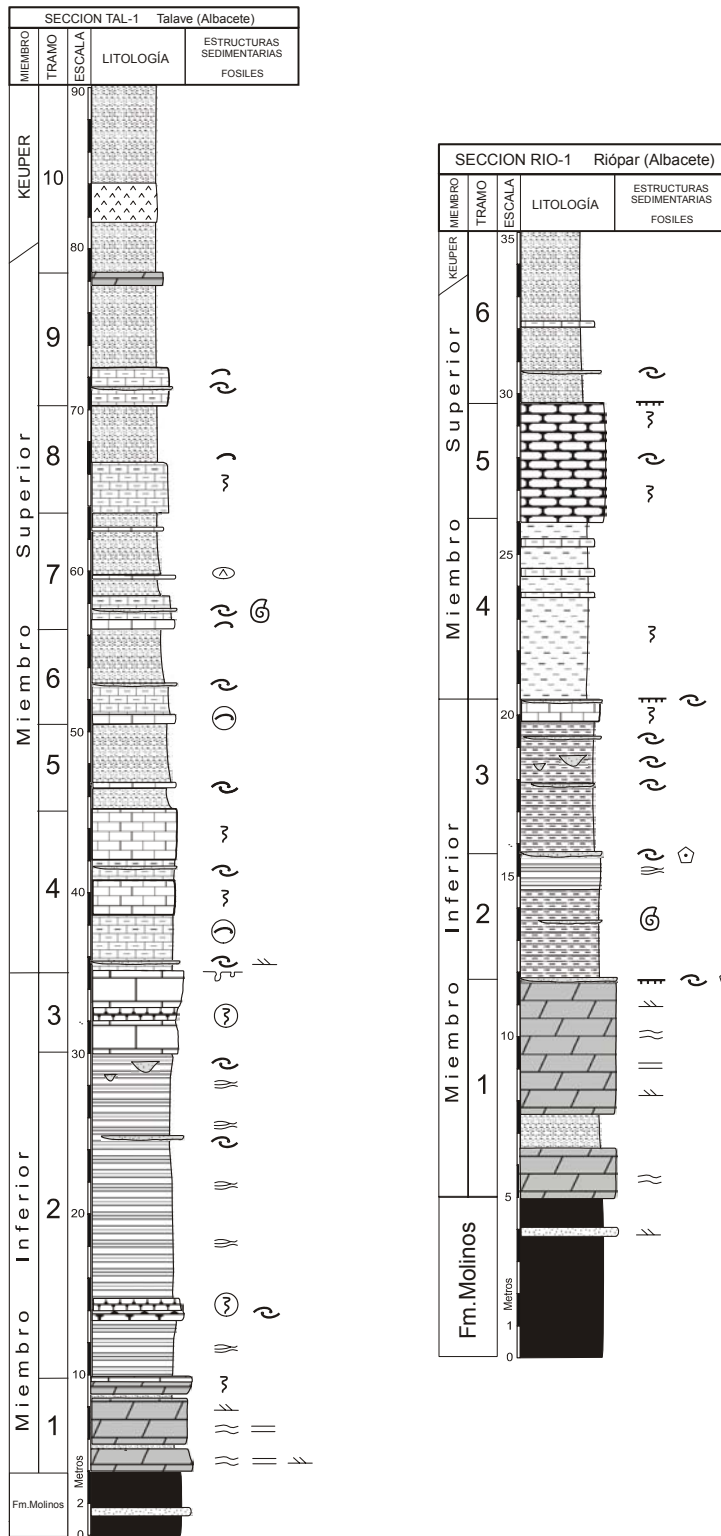 SECCION TAL-1 Talave (Albacete)
MIEMBRO
TRAMO
ESCALA
LITOLOGÍA
ESTRUCTURAS
SEDIMENTARIAS
FOSILES
KEUPER
Miembro Superior
Miembro Inferior
Fm.Molinos
10
9
8
7
6
5
4
3
2
1
90
80
70
60
50
40
30
20
10
Metros
2
0
SECCION RIO-1 Riópar (Albacete)
MIEMBRO
TRAMO
ESCALA
LITOLOGÍA
ESTRUCTURAS
SEDIMENTARIAS
FOSILES
KEUPER
Miembro Superior
Miembro Inferior
Fm.Molinos
6
5
4
3
2
1
35
30
25
20
15
10
5
Metros
1
0